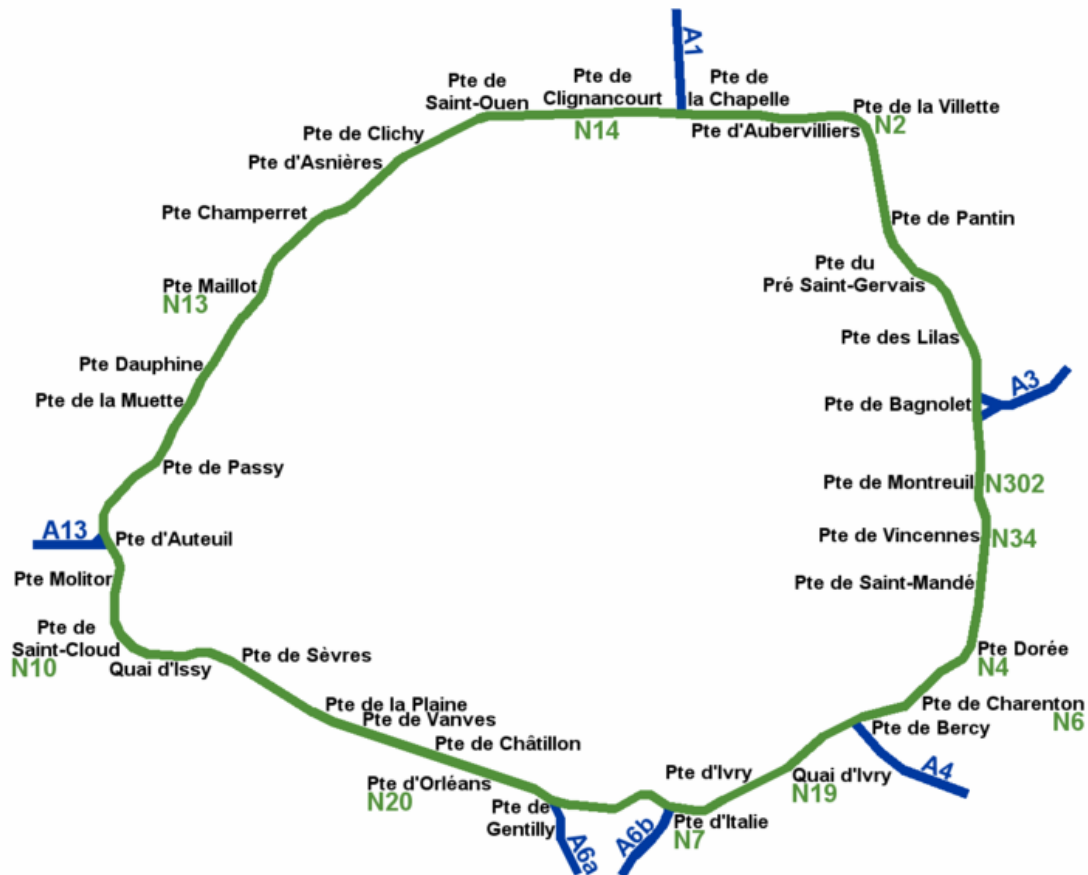 A1
Pte de
Saint-Ouen
Pte de
Clignancourt
N14
Pte de
la Chapelle
Pte d'Aubervilliers
Pte de la Villette
N2
Pte de Clichy
Pte d'Asnières
Pte Champerret
Pte de Pantin
Pte du
Pré Saint-Gervais
Pte Maillot
N13
Pte des Lilas
Pte Dauphine
Pte de la Muette
A3
Pte de Bagnolet
Pte de Passy
Pte de Montreuil
N302
A13
Pte d'Auteuil
Pte de Vincennes
N34
Pte Molitor
Pte de Saint-Mandé
Pte de
Saint-Cloud
N10
Quai d'Issy
Pte de Sèvres
Pte Dorée
N4
Pte de la Plaine
Pte de Vanves
Pte de Charenton
N6
Pte de Bercy
Pte de Châtillon
A4
Pte d'Orléans
N20
Pte d'Ivry
Quai d'Ivry
N19
Pte de
Gentilly
A6a
A6b
Pte d'Italie
N7